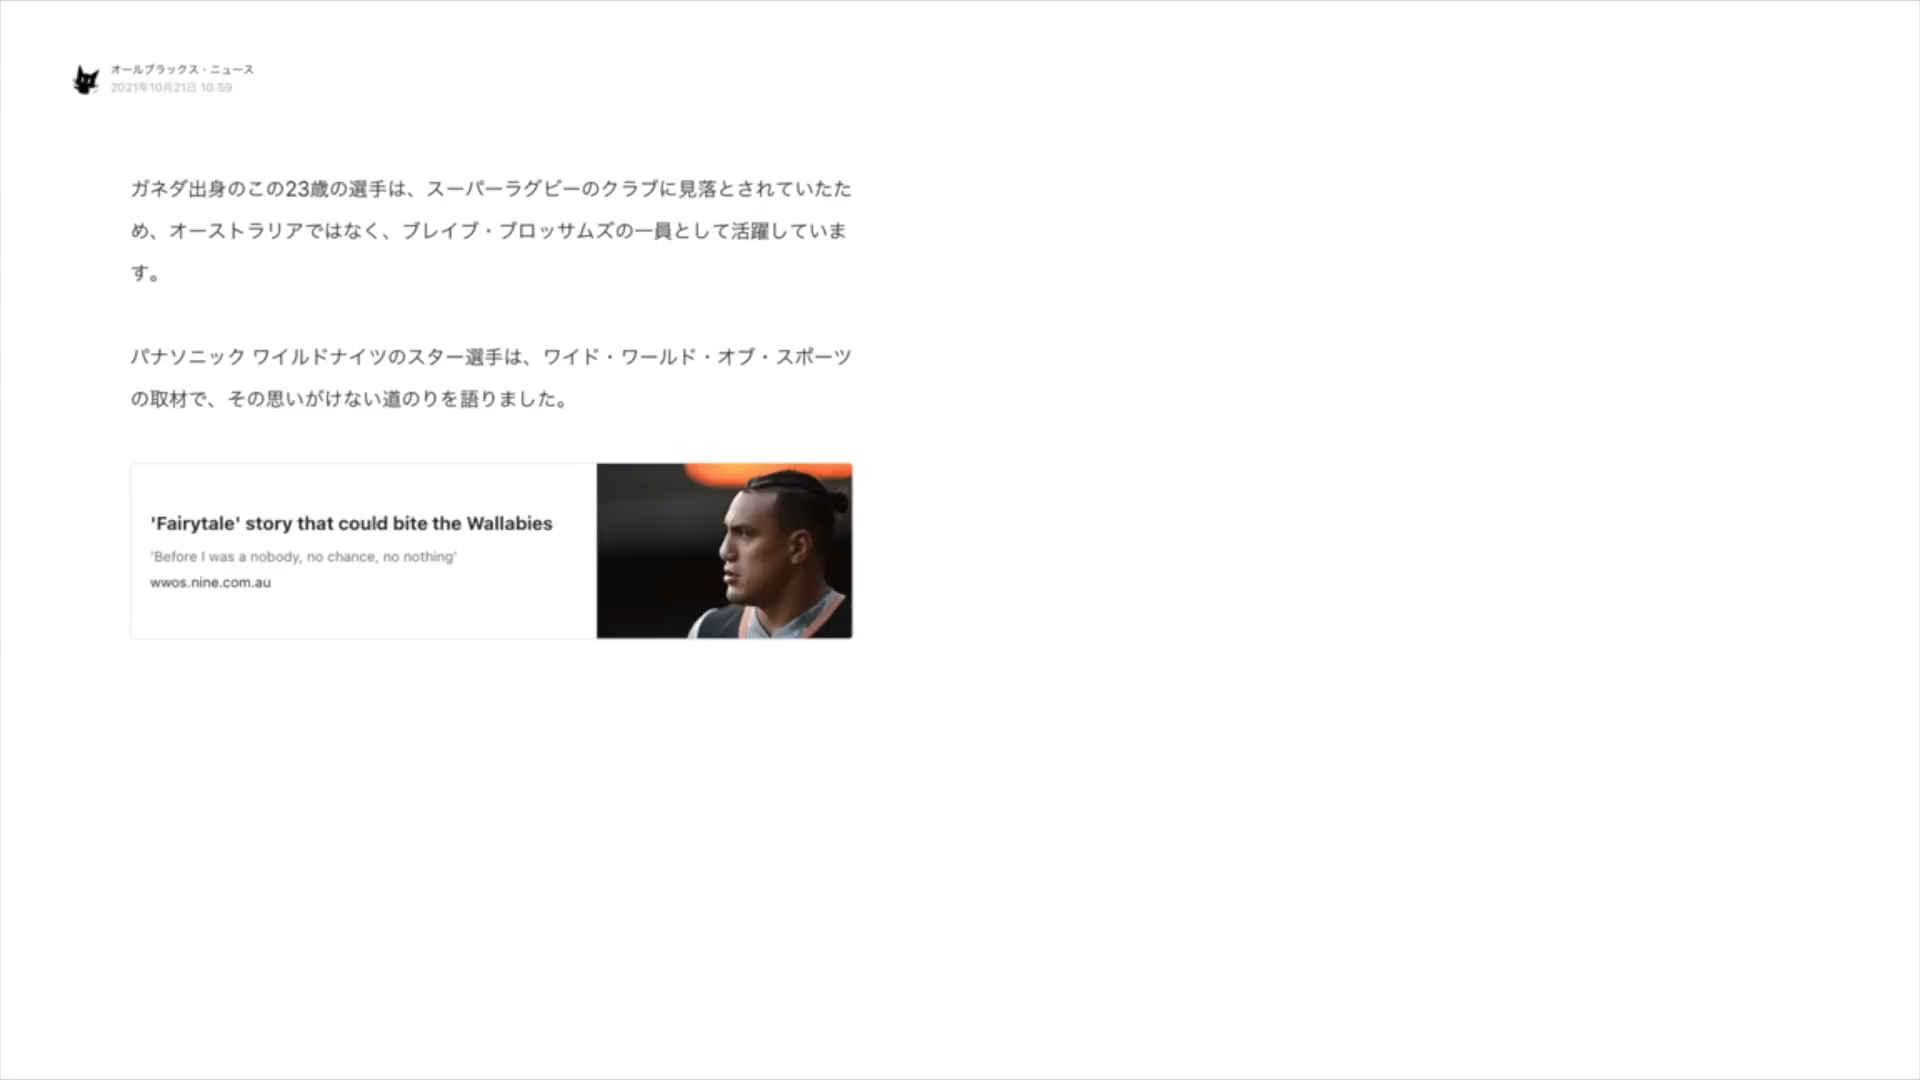 オールブラックス・ニュース
2021年10月21日 10:59
ガネダ出身のこの23歳の選手は、スーパーラグビーのクラブに見落とされていたた
め、オーストラリアではなく、ブレイブ・ブロッサムズの一員として活躍していま
す。
パナソニック ワイルドナイツのスター選手は、ワイド・ワールド・オブ・スポーツ
の取材で、その思いがけない道のりを語りました。
'Fairytale' story that could bite the Wallabies
'Before I was a nobody, no chance, no nothing'
wwos.nine.com.au